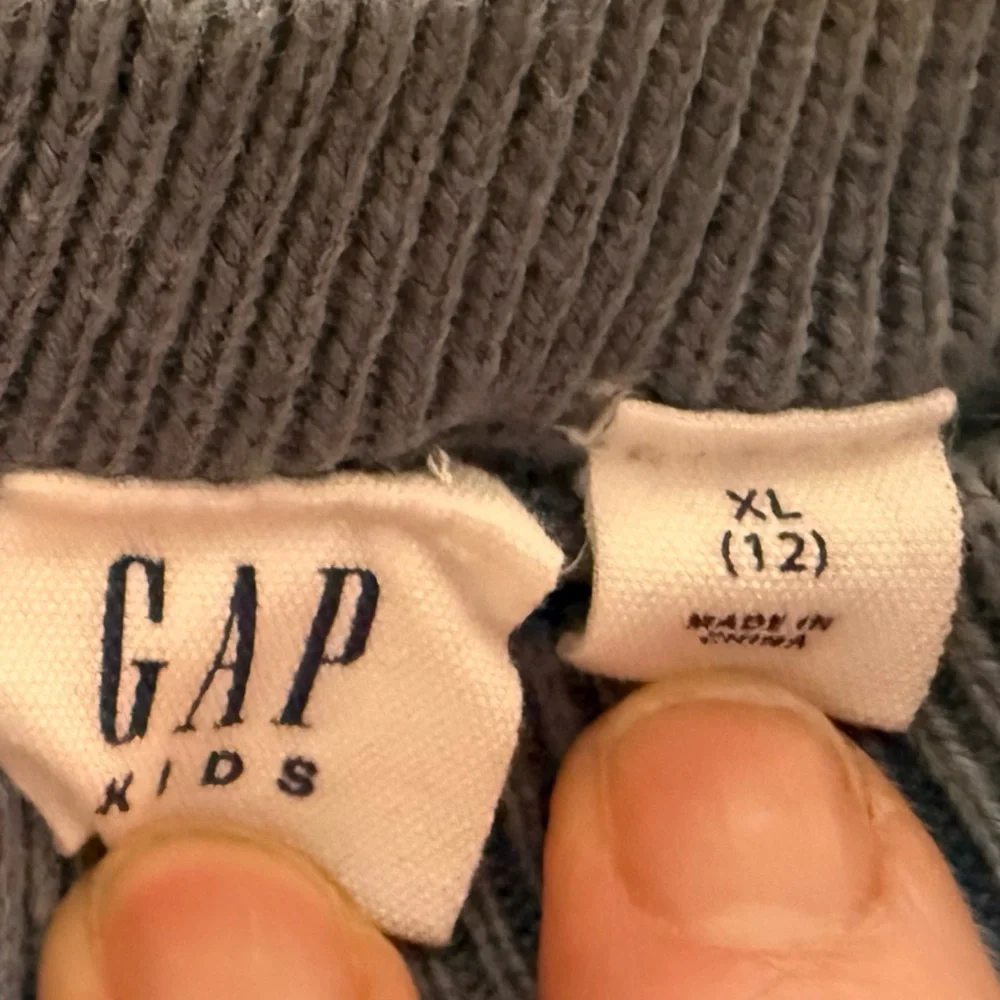 GAP
KIDS
XL
(12)
MADE IN
CHINA